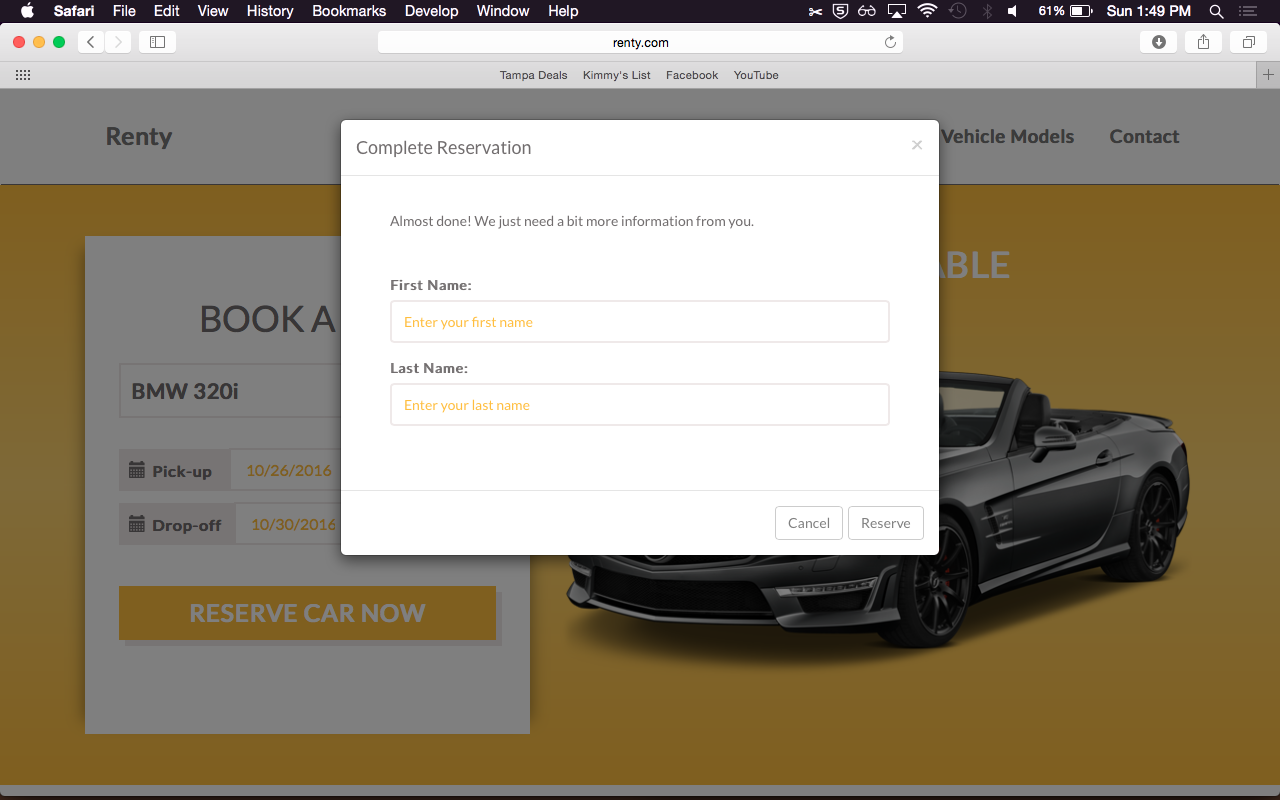 Safari File Edit View History Bookmarks Develop Window Help 61% Sun 1:49 PM
renty.com
Tampa Deals Kimmy's List Facebook YouTube
Renty Vehicle Models Contact
Complete Reservation ×
Almost done! We just need a bit more information from you.
First Name:
Enter your first name
Last Name:
Enter your last name
Cancel Reserve
BOOK A
BMW 320i
Pick-up 10/26/2016
Drop-off 10/30/2016
RESERVE CAR NOW